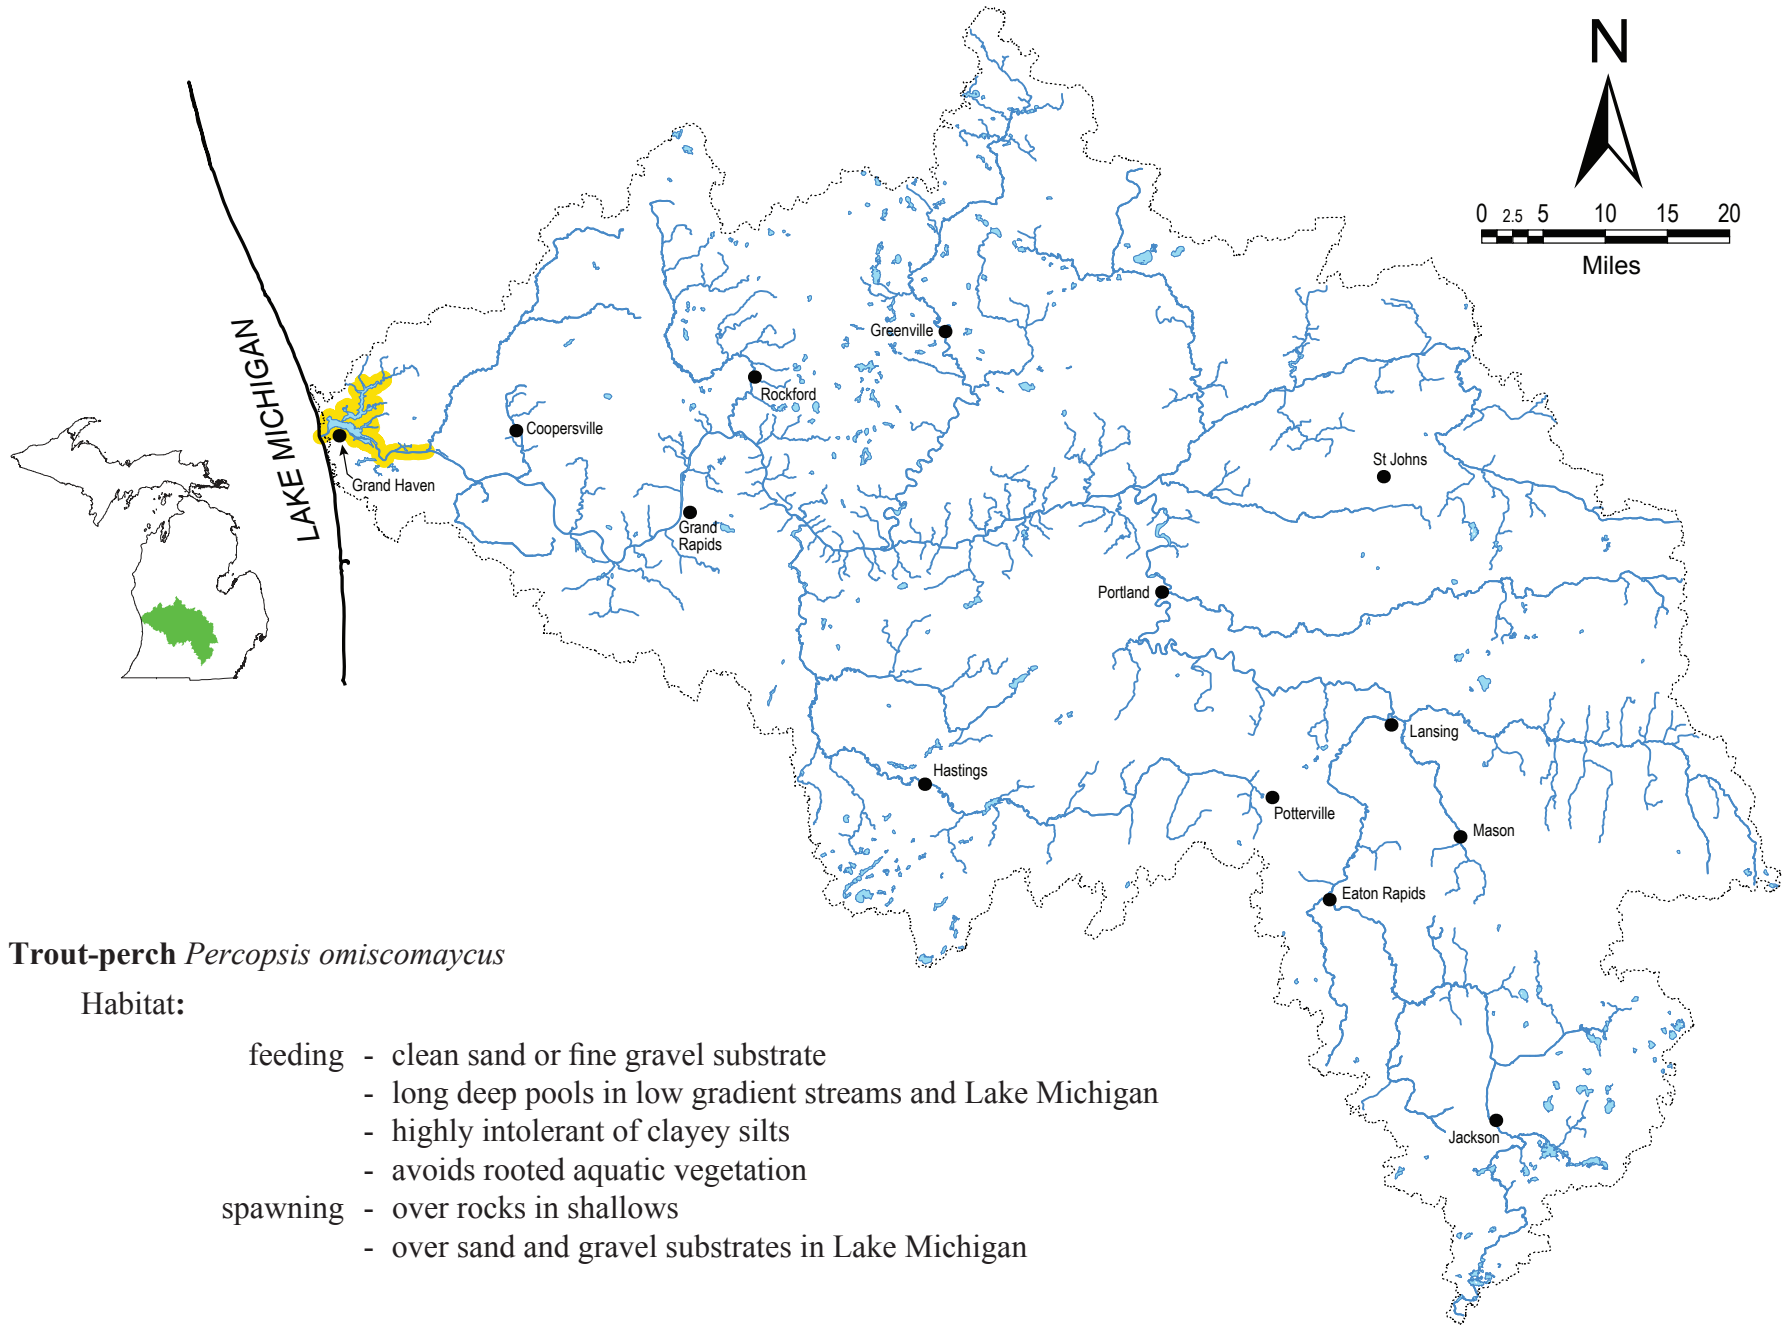 N
0 2.5 5 10 15 20
Miles
LAKE MICHIGAN
Greenville
Rockford
Coopersville
Grand Haven
St Johns
Grand
Rapids
Portland
Lansing
Hastings
Potterville
Mason
Eaton Rapids
Jackson
Trout-perch Percopsis omiscomaycus
Habitat:
feeding - clean sand or fine gravel substrate
- long deep pools in low gradient streams and Lake Michigan
- highly intolerant of clayey silts
- avoids rooted aquatic vegetation
spawning - over rocks in shallows
- over sand and gravel substrates in Lake Michigan